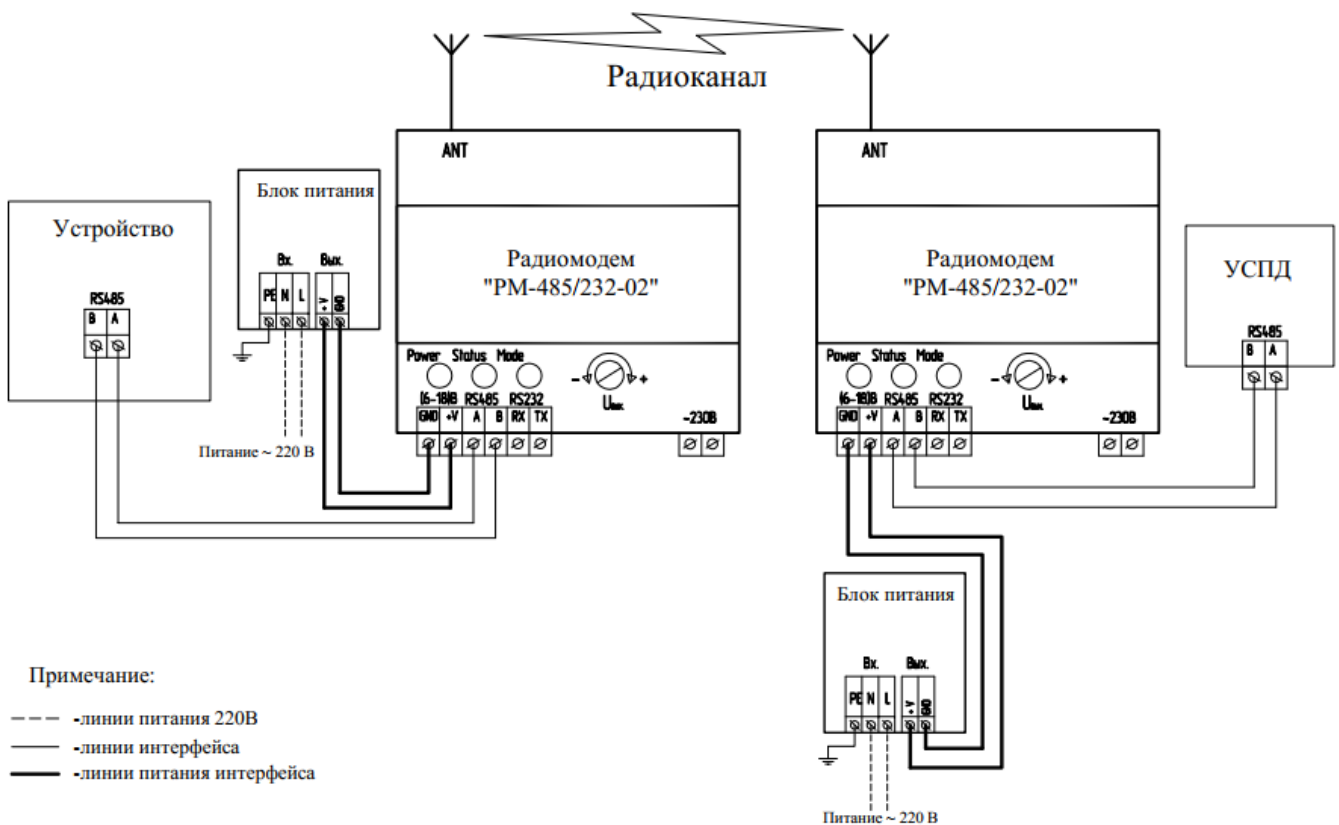 Радиоканал
ANT
ANT
Блок питания
Устройство
Вх. Вых.
PE N L +V GND
RS485
B A
Питание ~ 220 В
Радиомодем
"РМ-485/232-02"
Power Status Mode
- +
Uвых.
(6-18)В RS485 RS232
GND +V A B RX TX
~230В
Радиомодем
"РМ-485/232-02"
Power Status Mode
- +
Uвых.
(6-18)В RS485 RS232
GND +V A B RX TX
~230В
УСПД
RS485
B A
Блок питания
Вх. Вых.
PE N L +V GND
Питание ~ 220 В
Примечание:
-линии питания 220В
-линии интерфейса
-линии питания интерфейса